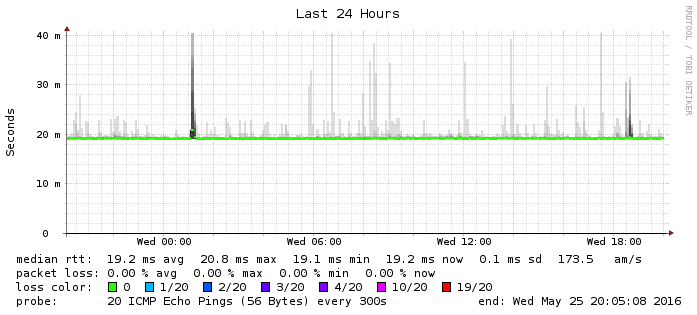 Last 24 Hours
RRDTOOL / TOBI OETIKER
40 m
30 m
20 m
10 m
0
Seconds
Wed 00:00 Wed 06:00 Wed 12:00 Wed 18:00
median rtt: 19.2 ms avg 20.8 ms max 19.1 ms min 19.2 ms now 0.1 ms sd 173.5 am/s
packet loss: 0.00 % avg 0.00 % max 0.00 % min 0.00 % now
loss color: 0 1/20 2/20 3/20 4/20 10/20 19/20
probe: 20 ICMP Echo Pings (56 Bytes) every 300s end: Wed May 25 20:05:08 2016